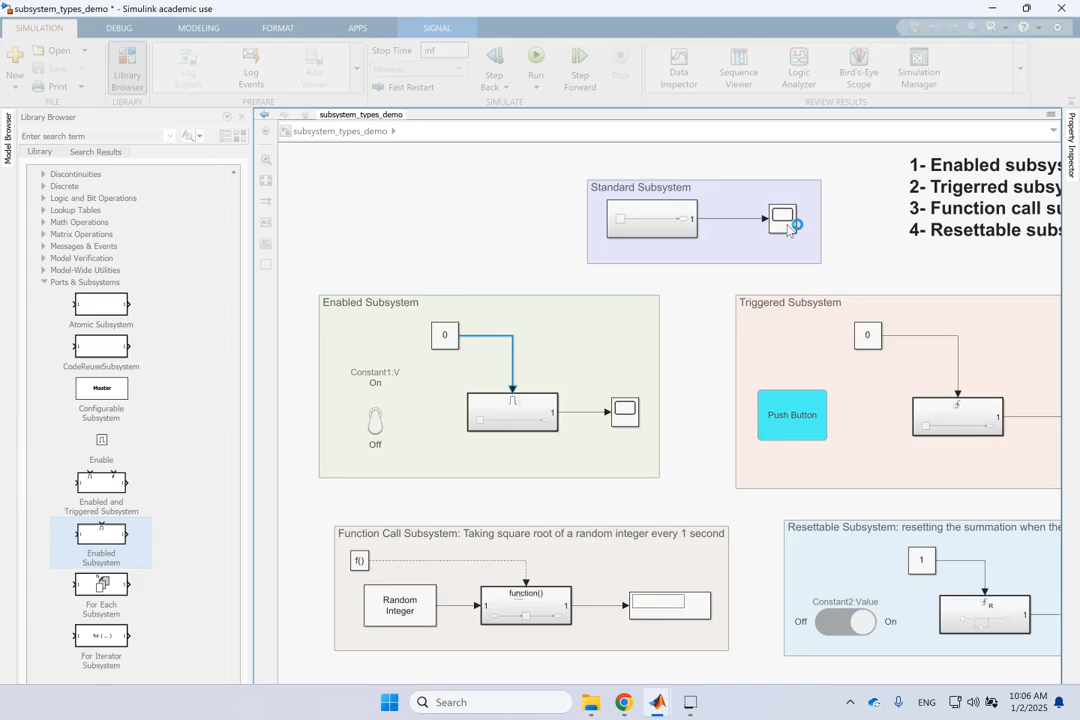 subsystem_types_demo * - Simulink academic use
SIMULATION
DEBUG
MODELING
FORMAT
APPS
SIGNAL
New
Open
Save
Print
FILE
Library
Browser
LIBRARY
Log
Signals
Log
Events
Add
Viewer
PREPARE
Stop Time inf
Normal
Fast Restart
Step
Back
Run
Step
Forward
Stop
SIMULATE
Data
Inspector
Sequence
Viewer
Logic
Analyzer
Bird's-Eye
Scope
Simulation
Manager
REVIEW RESULTS
Model Browser
Library Browser
Enter search term
Library
Search Results
Discontinuities
Discrete
Logic and Bit Operations
Lookup Tables
Math Operations
Matrix Operations
Messages & Events
Model Verification
Model-Wide Utilities
Ports & Subsystems
Atomic Subsystem
CodeReuseSubsystem
Master
Configurable
Subsystem
Enable
Enabled and
Triggered Subsystem
Enabled
Subsystem
For Each
Subsystem
For Iterator
Subsystem
subsystem_types_demo
subsystem_types_demo
Property Inspector
Standard Subsystem
1
1- Enabled subsys
2- Trigerred subsy
3- Function call su
4- Resettable subs
Enabled Subsystem
0
Constant1:V
On
Off
1
Triggered Subsystem
0
Push Button
1
Function Call Subsystem: Taking square root of a random integer every 1 second
f()
Random
Integer
function()
1
1
Resettable Subsystem: resetting the summation when the
1
Constant2:Value
Off
On
R
1
Search
ENG
10:06 AM
1/2/2025